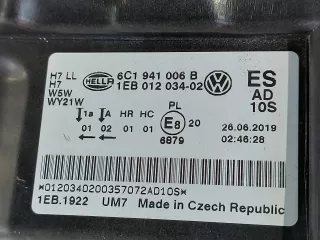 H7 LL
H7
W5W
WY21W
HELLA
6C1 941 006 B
1EB 012 034-02
VW
ES
AD
10S
1a A HR HC PL
01 02 01 01 E8 20
6879
26.06.2019
02:46:28
*0120340200357072AD10S*
1EB.1922 UM7 Made in Czech Republic